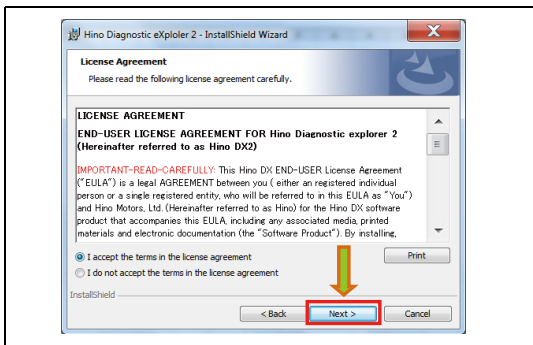 Hino Diagnostic eXploler 2 - InstallShield Wizard
License Agreement
Please read the following license agreement carefully.
LICENSE AGREEMENT
END-USER LICENSE AGREEMENT FOR Hino Diagnostic explorer 2
(Hereinafter referred to as Hino DX2)
IMPORTANT-READ-CAREFULLY: This Hino DX END-USER License Agreement
("EULA") is a legal AGREEMENT between you ( either an registered individual
person or a single registered entity, who will be referred to in this EULA as "You")
and Hino Motors, Ltd. (Hereinafter referred to as Hino) for the Hino DX software
product that accompanies this EULA, including any associated media, printed
materials and electronic documentation (the "Software Product"). By installing,
I accept the terms in the license agreement
Print
I do not accept the terms in the license agreement
InstallShield
< Back
Next >
Cancel